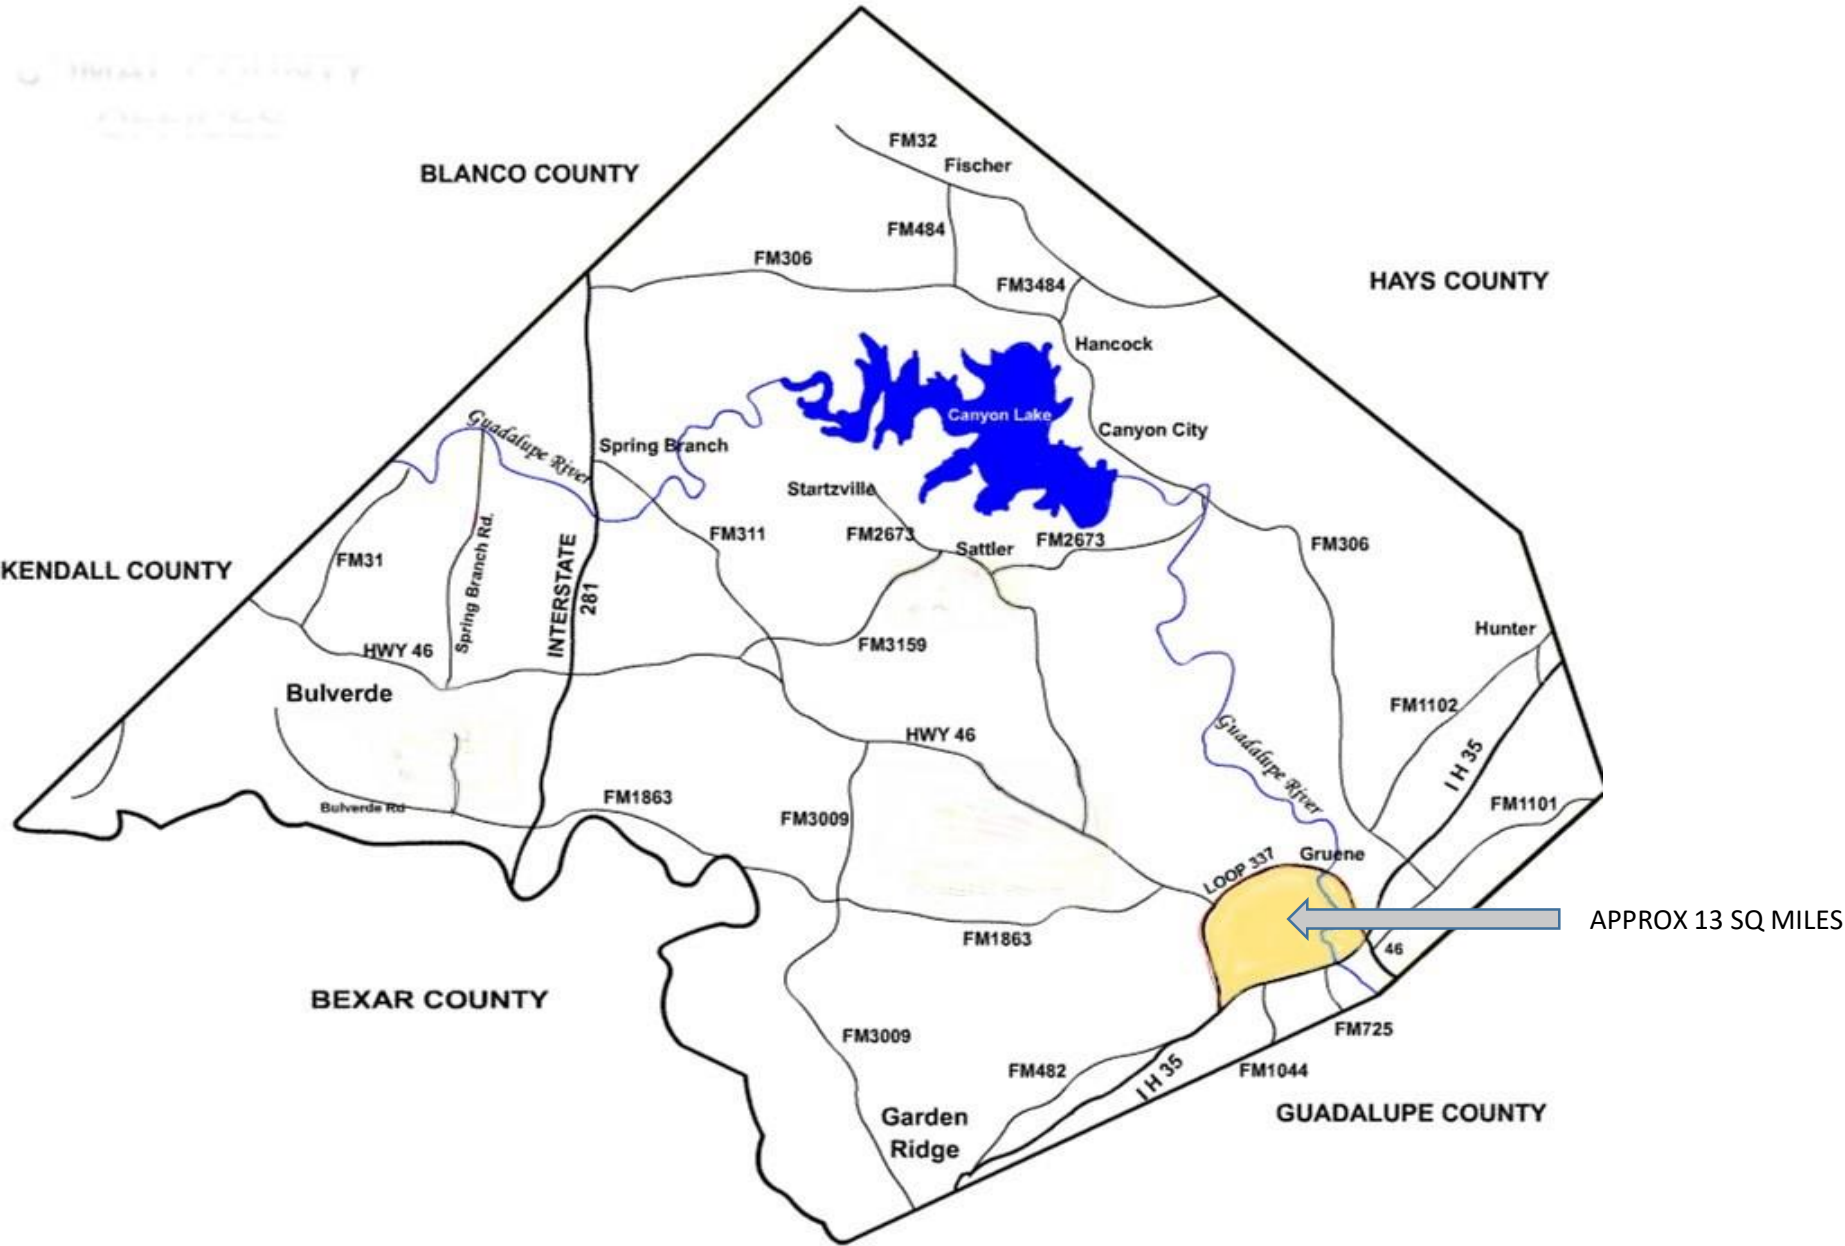 BLANCO COUNTY
FM32
Fischer
FM484
FM306
FM3484
HAYS COUNTY
Hancock
Canyon Lake
Guadalupe River
Spring Branch
Canyon City
Startzville
FM311
FM2673
Sattler
FM2673
FM306
KENDALL COUNTY
FM31
Spring Branch Rd.
INTERSTATE
281
HWY 46
FM3159
Hunter
Bulverde
FM1102
HWY 46
Guadalupe River
I H 35
Bulverde Rd
FM1863
FM3009
FM1101
LOOP 337
Gruene
APPROX 13 SQ MILES
FM1863
46
BEXAR COUNTY
FM3009
FM725
FM482
I H 35
FM1044
Garden
Ridge
GUADALUPE COUNTY